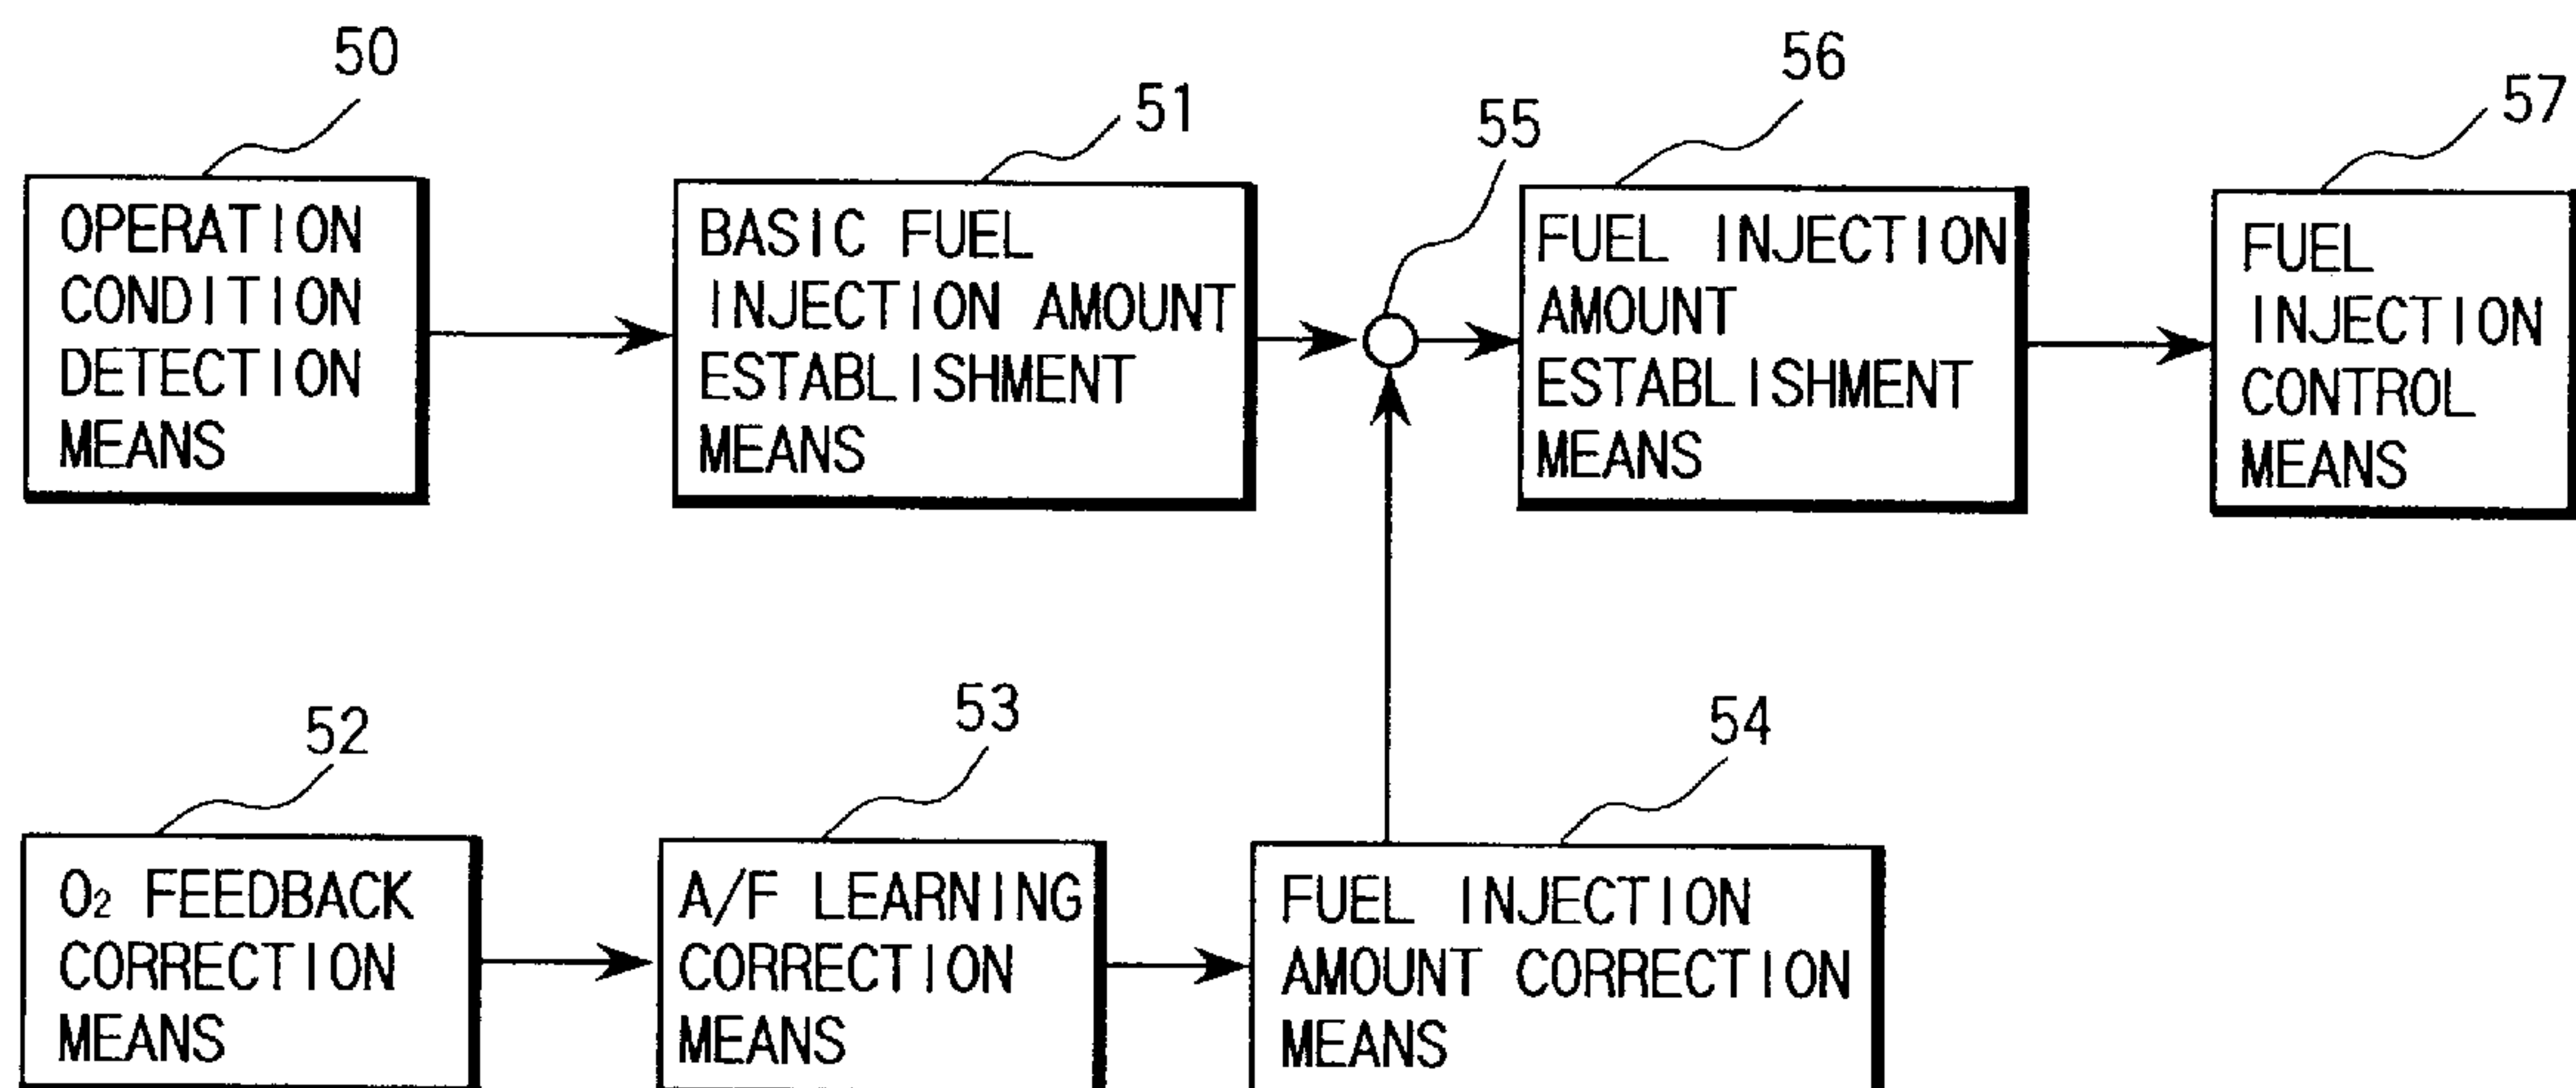 50
OPERATION
CONDITION
DETECTION
MEANS
51
BASIC FUEL
INJECTION AMOUNT
ESTABLISHMENT
MEANS
55
56
FUEL INJECTION
AMOUNT
ESTABLISHMENT
MEANS
57
FUEL
INJECTION
CONTROL
MEANS
52
O₂ FEEDBACK
CORRECTION
MEANS
53
A/F LEARNING
CORRECTION
MEANS
54
FUEL INJECTION
AMOUNT CORRECTION
MEANS